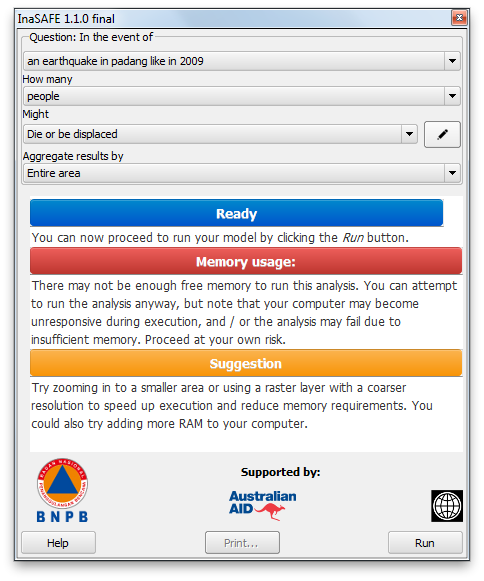 InaSAFE 1.1.0 final
Question: In the event of
an earthquake in padang like in 2009
How many
people
Might
Die or be displaced
Aggregate results by
Entire area
Ready
You can now proceed to run your model by clicking the Run button.
Memory usage:
There may not be enough free memory to run this analysis. You can attempt
to run the analysis anyway, but note that your computer may become
unresponsive during execution, and / or the analysis may fail due to
insufficient memory. Proceed at your own risk.
Suggestion
Try zooming in to a smaller area or using a raster layer with a coarser
resolution to speed up execution and reduce memory requirements. You
could also try adding more RAM to your computer.
BADAN NASIONAL
PENANGGULANGAN BENCANA
BNPB
Supported by:
Australian
AID
Help
Print...
Run